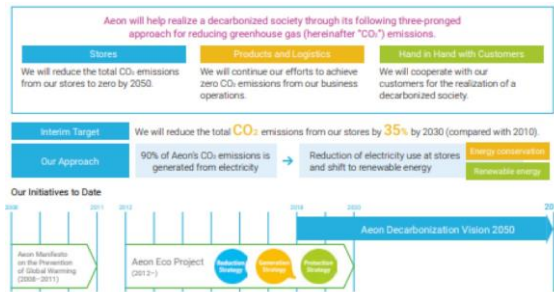 Aeon will help realize a decarbonized society through its following three-pronged
approach for reducing greenhouse gas (hereinafter "CO₂") emissions.
Stores
We will reduce the total CO₂ emissions
from our stores to zero by 2050.
Products and Logistics
We will continue our efforts to achieve
zero CO₂ emissions from our business
operations.
Hand in Hand with Customers
We will cooperate with our
customers for the realization of a
decarbonized society.
Interim Target
We will reduce the total CO₂ emissions from our stores by 35% by 2030 (compared with 2010).
Our Approach
90% of Aeon's CO₂ emissions is
generated from electricity
Reduction of electricity use at stores
and shift to renewable energy
Energy conservation
Renewable energy
Our Initiatives to Date
2008
2011
2012
2018
2020
Aeon Decarbonization Vision 2050
Aeon Manifesto
on the Prevention
of Global Warming
(2008–2011)
Aeon Eco Project
(2012–)
Reduction
Strategy
Generation
Strategy
Protection
Strategy